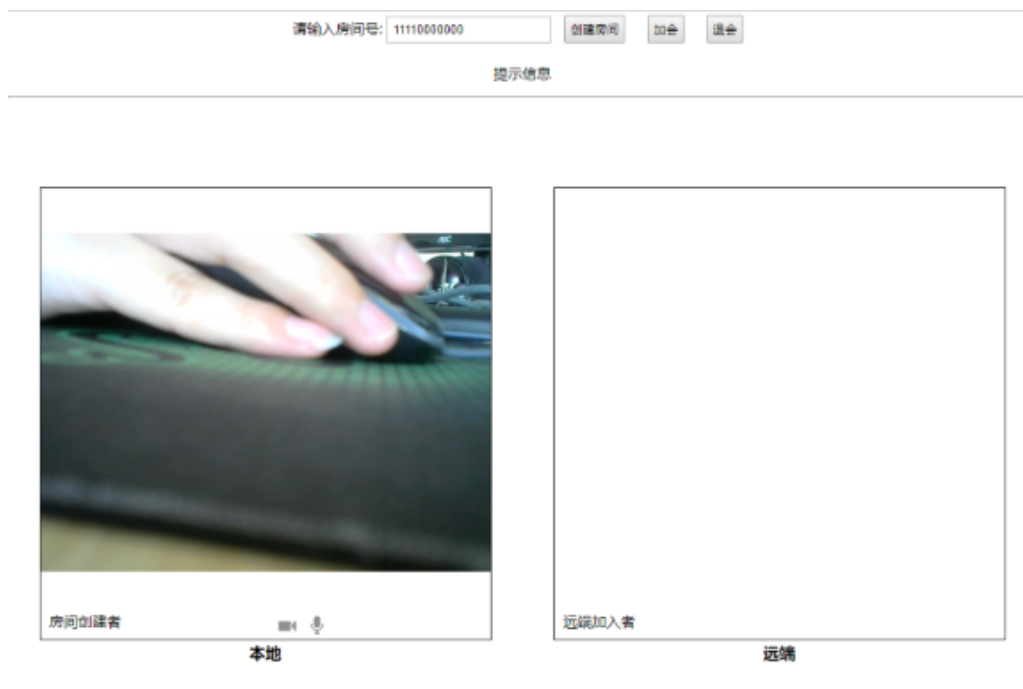 请输入房间号: 11110000000 创建房间 加会 退会
提示信息
房间创建者
远端加入者
本地
远端